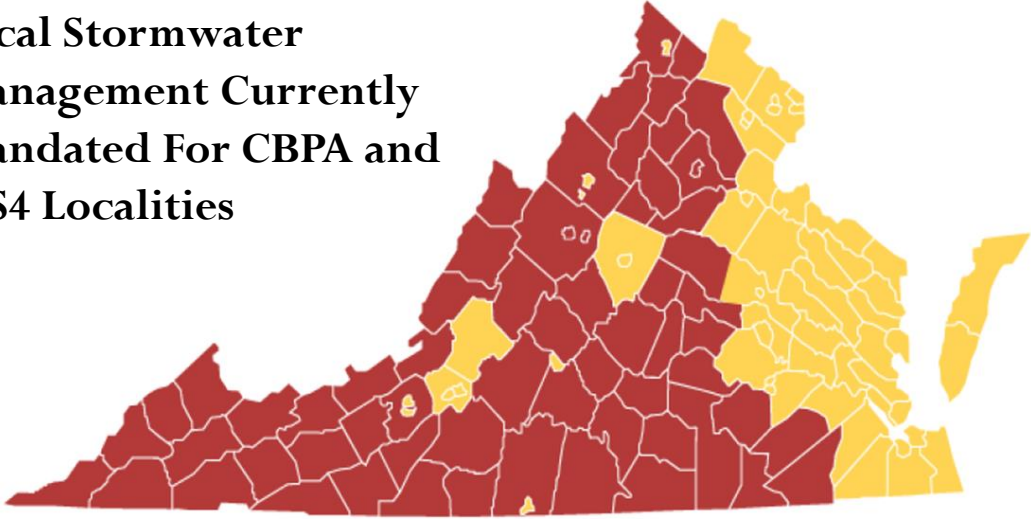 cal Stormwater
anagement Currently
andated For CBPA and
S4 Localities